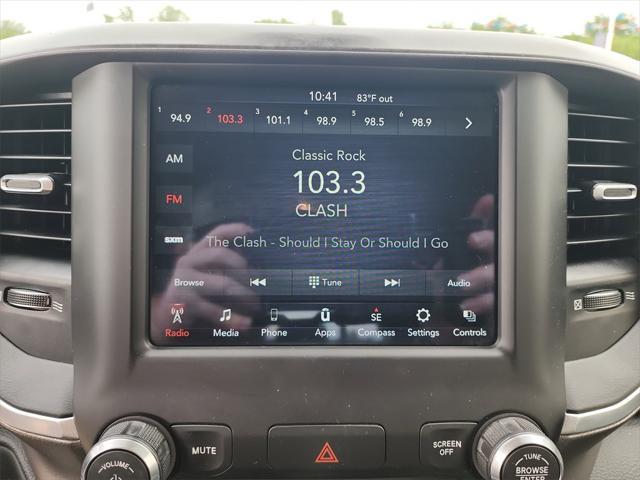 10:41 83°F out
1 94.9 2 103.3 3 101.1 4 98.9 5 98.5 6 98.9
AM
FM
sxm
Classic Rock
103.3
CLASH
The Clash - Should I Stay Or Should I Go
Browse Tune Audio
Radio Media Phone Apps SE Compass Settings Controls
VOLUME
MUTE
SCREEN
OFF
TUNE
BROWSE
ENTER